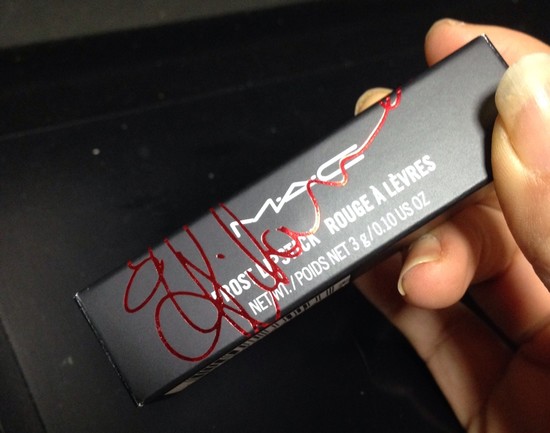 M·A·C
FROST LIPSTICK ROUGE À LÈVRES
NET WT./POIDS NET 3 g/0.10 US OZ